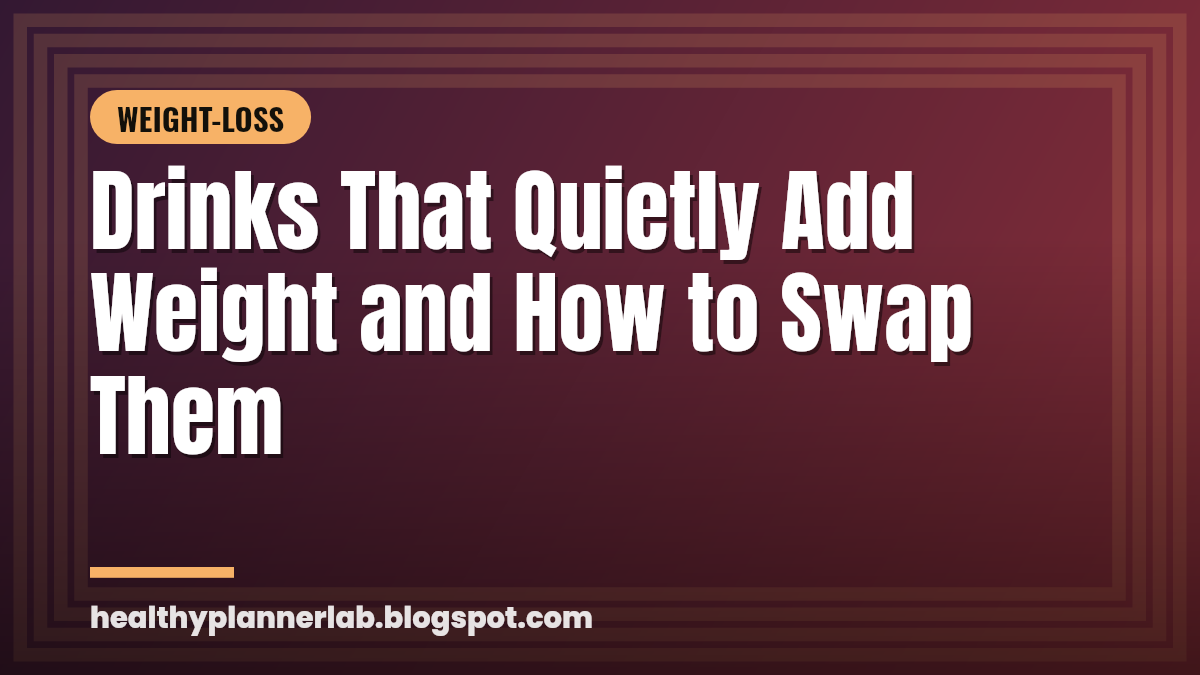 WEIGHT-LOSS
Drinks That Quietly Add
Weight and How to Swap
Them
healthyplannerlab.blogspot.com